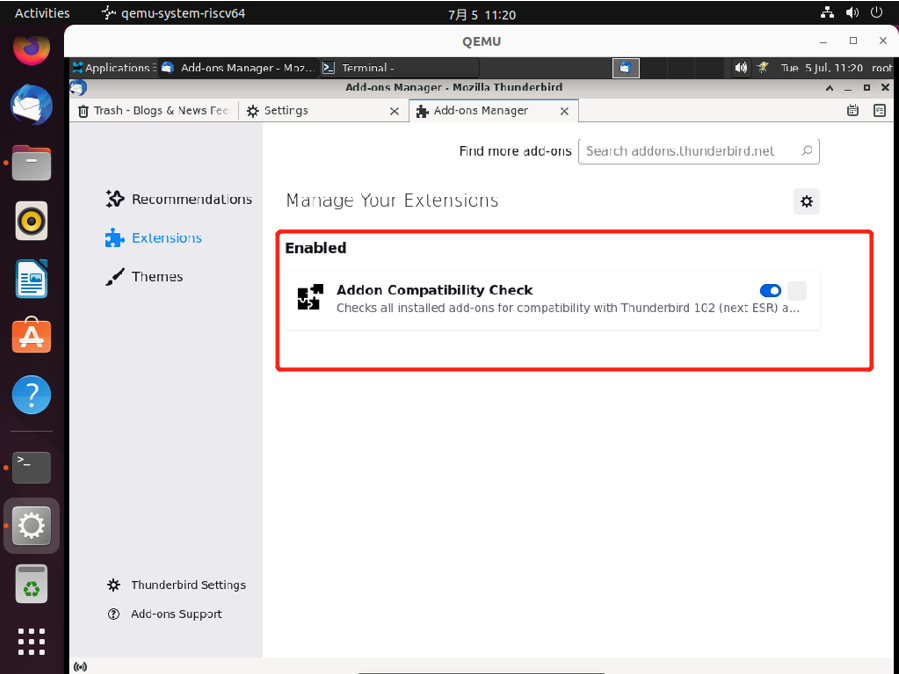 Activities
qemu-system-riscv64
7月 5 11:20
QEMU
Applications
Add-ons Manager - Moz...
Terminal -
Tue 5 Jul, 11:20 root
Add-ons Manager - Mozilla Thunderbird
Trash - Blogs & News Fee
Settings
Add-ons Manager
Find more add-ons
Search addons.thunderbird.net
Recommendations
Manage Your Extensions
Extensions
Enabled
Themes
Addon Compatibility Check
Checks all installed add-ons for compatibility with Thunderbird 102 (next ESR) a...
Thunderbird Settings
Add-ons Support